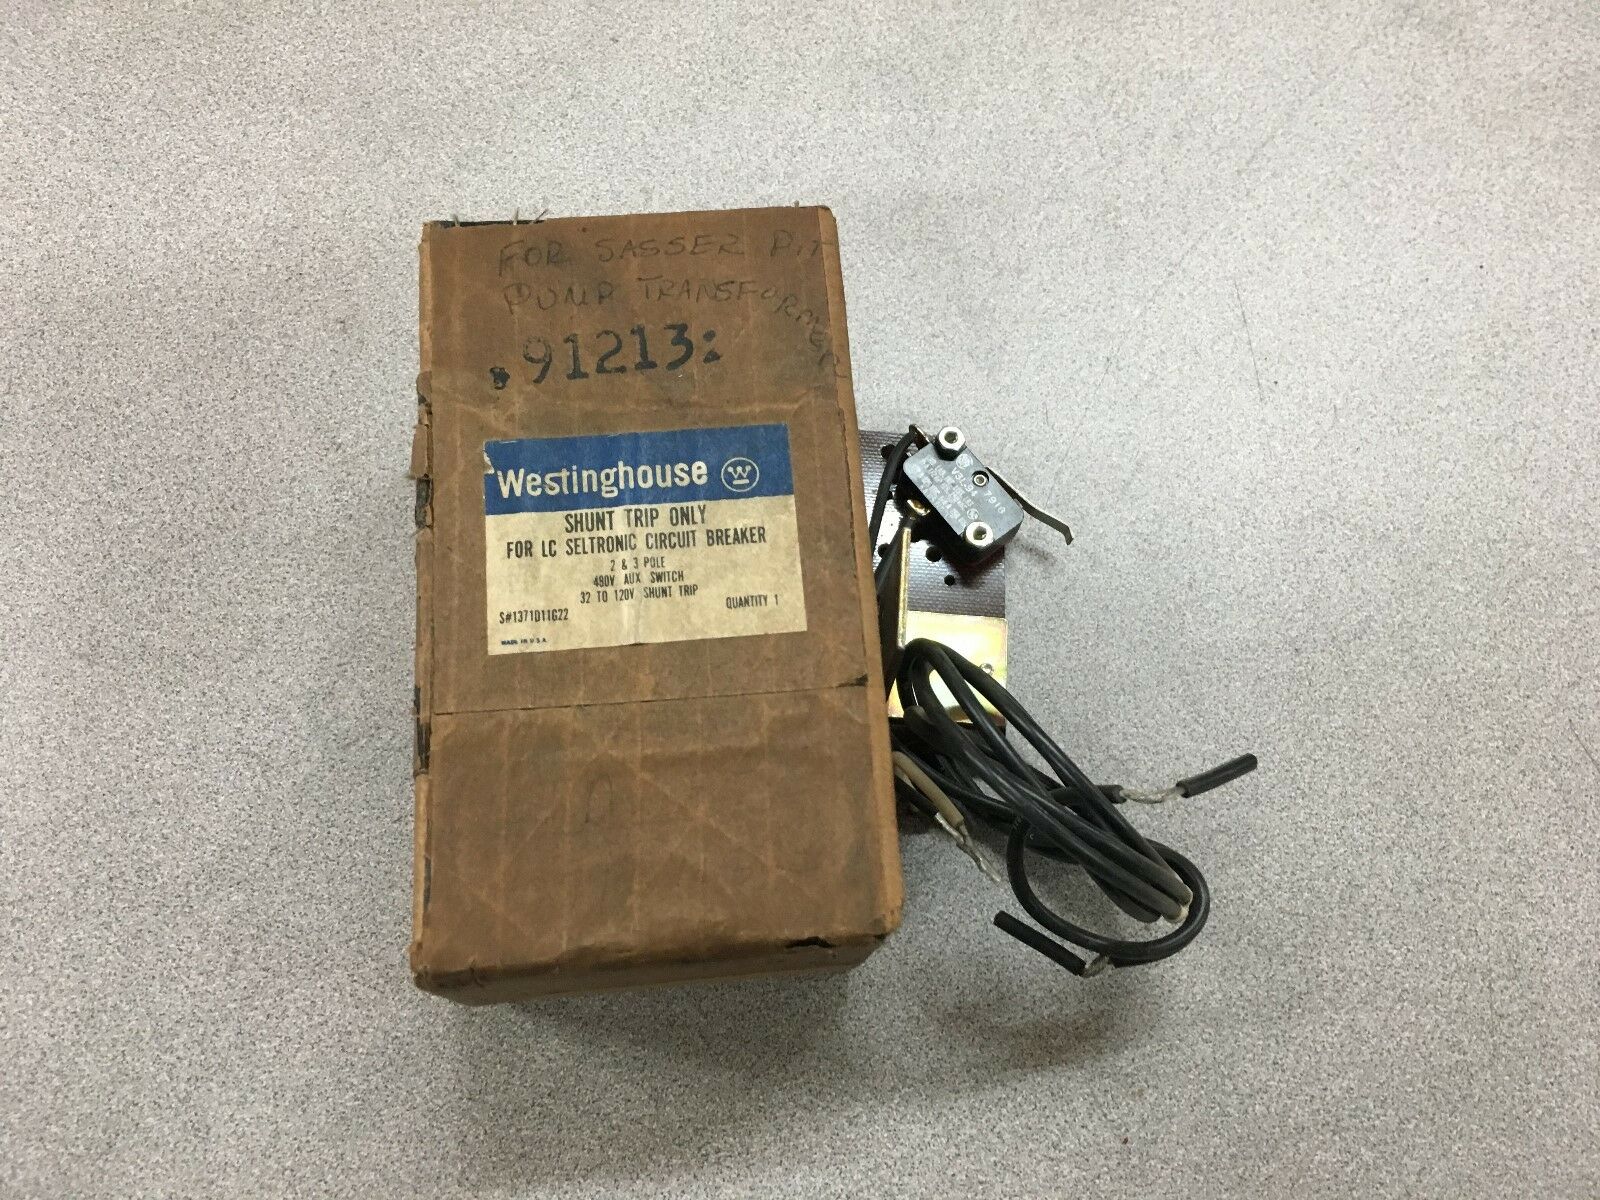 FOR SASSER PIT
PUMP TRANSFORMER
.91213:
Westinghouse W
SHUNT TRIP ONLY
FOR LC SELTRONIC CIRCUIT BREAKER
2 & 3 POLE
480V AUX SWITCH
32 TO 120V SHUNT TRIP
S#1371D11G22 QUANTITY 1
MADE IN U.S.A.
7910